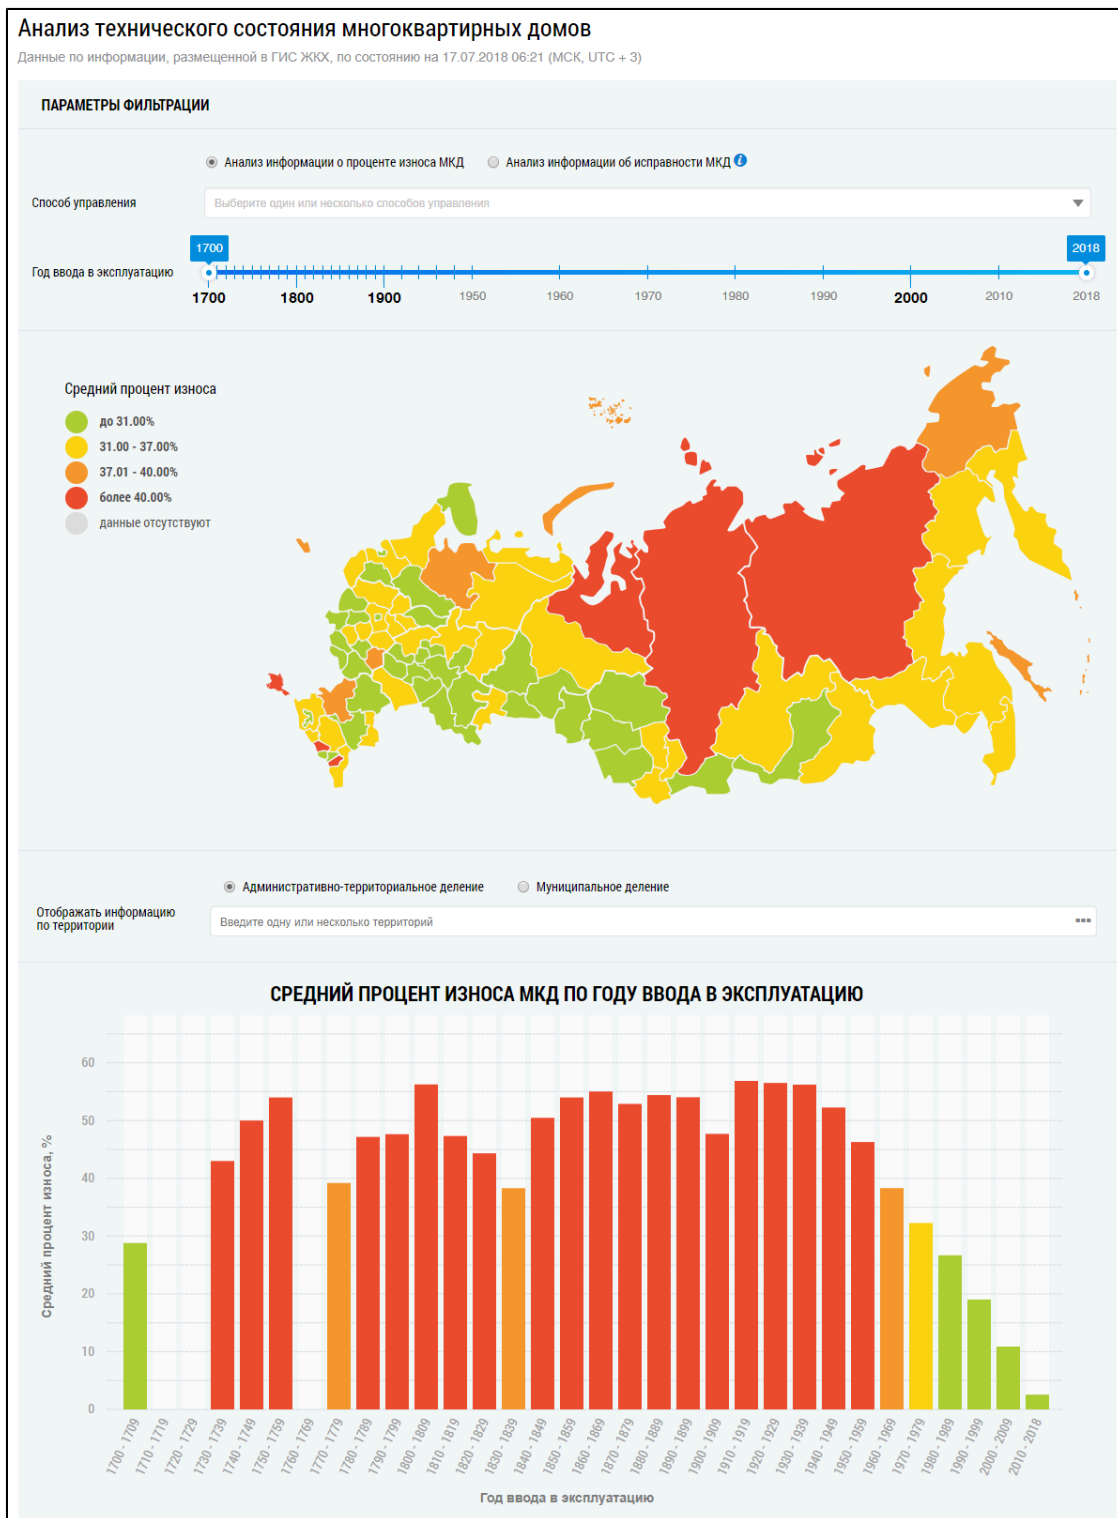 Анализ технического состояния многоквартирных домов
Данные по информации, размещенной в ГИС ЖКХ, по состоянию на 17.07.2018 06:21 (МСК, UTC + 3)
ПАРАМЕТРЫ ФИЛЬТРАЦИИ
Анализ информации о проценте износа МКД Анализ информации об исправности МКД i
Способ управления Выберите один или несколько способов управления
1700 2018
Год ввода в эксплуатацию
1700 1800 1900 1950 1960 1970 1980 1990 2000 2010 2018
Средний процент износа
до 31.00%
31.00 - 37.00%
37.01 - 40.00%
более 40.00%
данные отсутствуют
Административно-территориальное деление Муниципальное деление
Отображать информацию
по территории
Введите одну или несколько территорий
СРЕДНИЙ ПРОЦЕНТ ИЗНОСА МКД ПО ГОДУ ВВОДА В ЭКСПЛУАТАЦИЮ
Средний процент износа, %
60
50
40
30
20
10
0
1700 - 1709
1710 - 1719
1720 - 1729
1730 - 1739
1740 - 1749
1750 - 1759
1760 - 1769
1770 - 1779
1780 - 1789
1790 - 1799
1800 - 1809
1810 - 1819
1820 - 1829
1830 - 1839
1840 - 1849
1850 - 1859
1860 - 1869
1870 - 1879
1880 - 1889
1890 - 1899
1900 - 1909
1910 - 1919
1920 - 1929
1930 - 1939
1940 - 1949
1950 - 1959
1960 - 1969
1970 - 1979
1980 - 1989
1990 - 1999
2000 - 2009
2010 - 2018
Год ввода в эксплуатацию